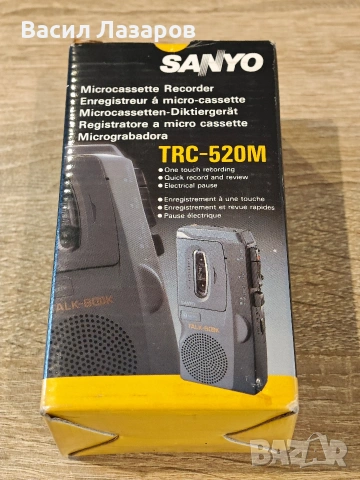 Васил Лазаров
SANYO
Microcassette Recorder
Enregistreur à micro-cassette
Microcassetten-Diktiergerät
Registratore a micro cassette
Micrograbadora
TRC-520M
● One touch recording
● Quick record and review
● Electrical pause
● Enregistrement à une touche
● Enregistrement et revue rapides
● Pause électrique
TALK-BOOK
TALK-BOOK
BAZAR
bg